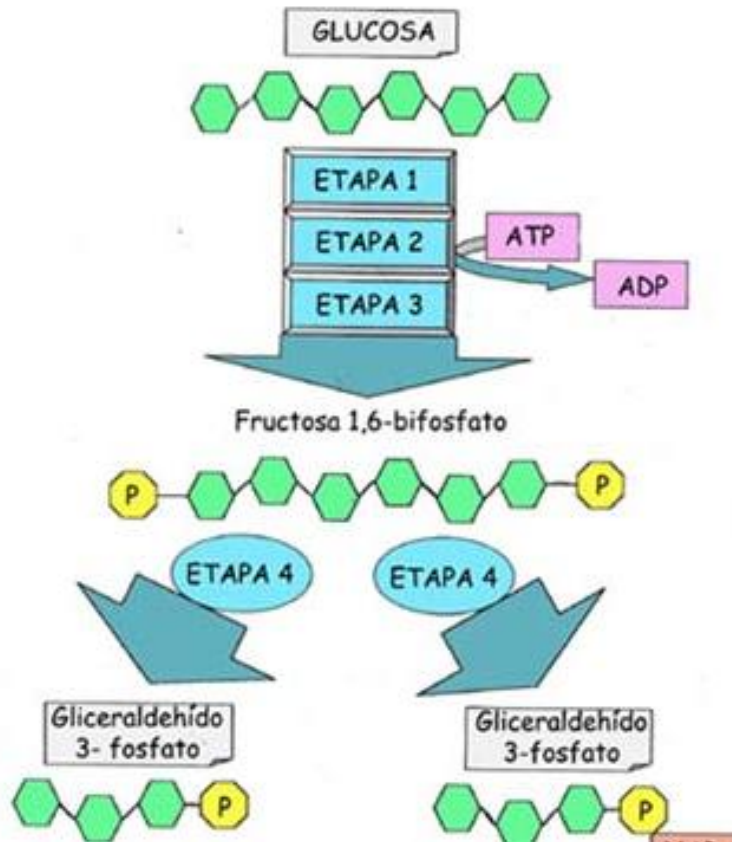 GLUCOSA
ETAPA 1
ETAPA 2
ATP
ADP
ETAPA 3
Fructosa 1,6-bifosfato
P
P
ETAPA 4
ETAPA 4
Gliceraldehído
3- fosfato
Gliceraldehído
3-fosfato
P
P